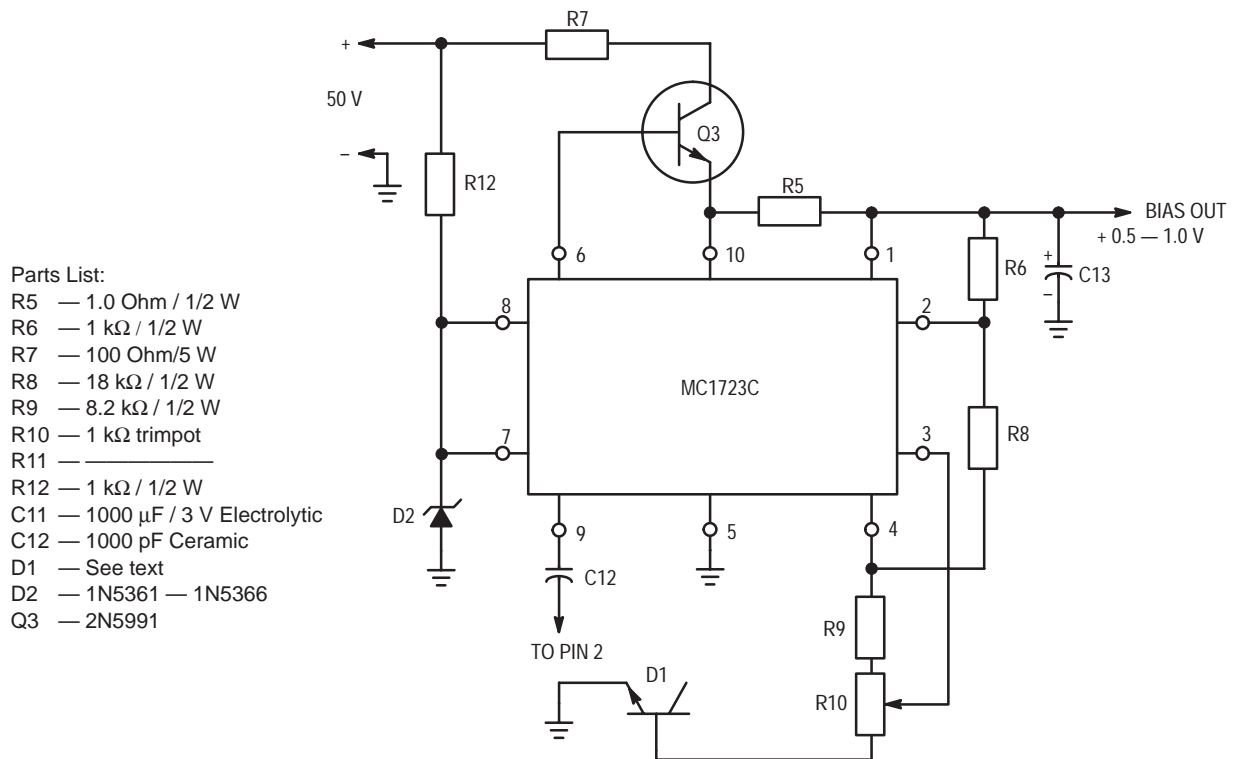 R7
+
50 V
–
R12
Q3
R5
BIAS OUT
+ 0.5 — 1.0 V
6
10
1
R6
+
–
C13
8
2
MC1723C
7
3
R8
D2
9
5
4
C12
TO PIN 2
R9
D1
R10
Parts List:
R5 — 1.0 Ohm / 1/2 W
R6 — 1 kΩ / 1/2 W
R7 — 100 Ohm/5 W
R8 — 18 kΩ / 1/2 W
R9 — 8.2 kΩ / 1/2 W
R10 — 1 kΩ trimpot
R11 — ——————
R12 — 1 kΩ / 1/2 W
C11 — 1000 µF / 3 V Electrolytic
C12 — 1000 pF Ceramic
D1 — See text
D2 — 1N5361 — 1N5366
Q3 — 2N5991